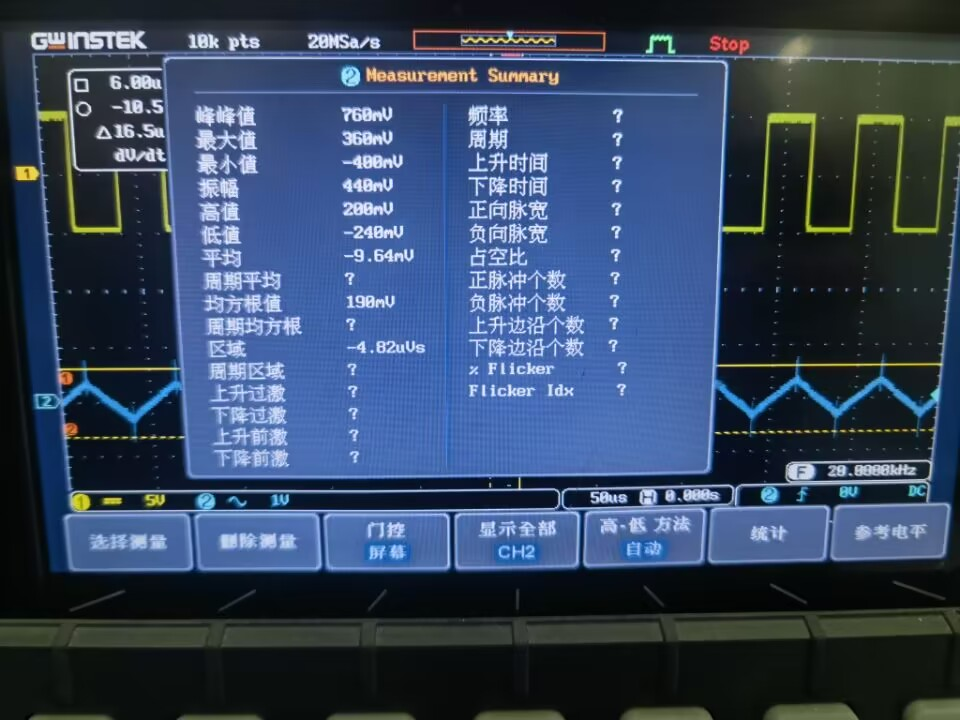 GWINSTEK 10k pts 20MSa/s Stop
6.00u
-10.5
△16.5u
dV/dt
2 Measurement Summary
峰峰值 760mV 频率 ?
最大值 360mV 周期 ?
最小值 -400mV 上升时间 ?
振幅 440mV 下降时间 ?
高值 200mV 正向脉宽 ?
低值 -240mV 负向脉宽 ?
平均 -9.64mV 占空比 ?
周期平均 ? 正脉冲个数 ?
均方根值 190mV 负脉冲个数 ?
周期均方根 ? 上升边沿个数 ?
区域 -4.82uVs 下降边沿个数 ?
周期区域 ? % Flicker ?
上升过激 ? Flicker Idx ?
下降过激 ?
上升前激 ?
下降前激 ?
1
1
2
2
F 20.0000kHz
1 5V 2 1V 50us H 0.000s 2 0V DC
选择测量 删除测量 门控 显示全部 高-低 方法 统计 参考电平
屏幕 CH2 自动